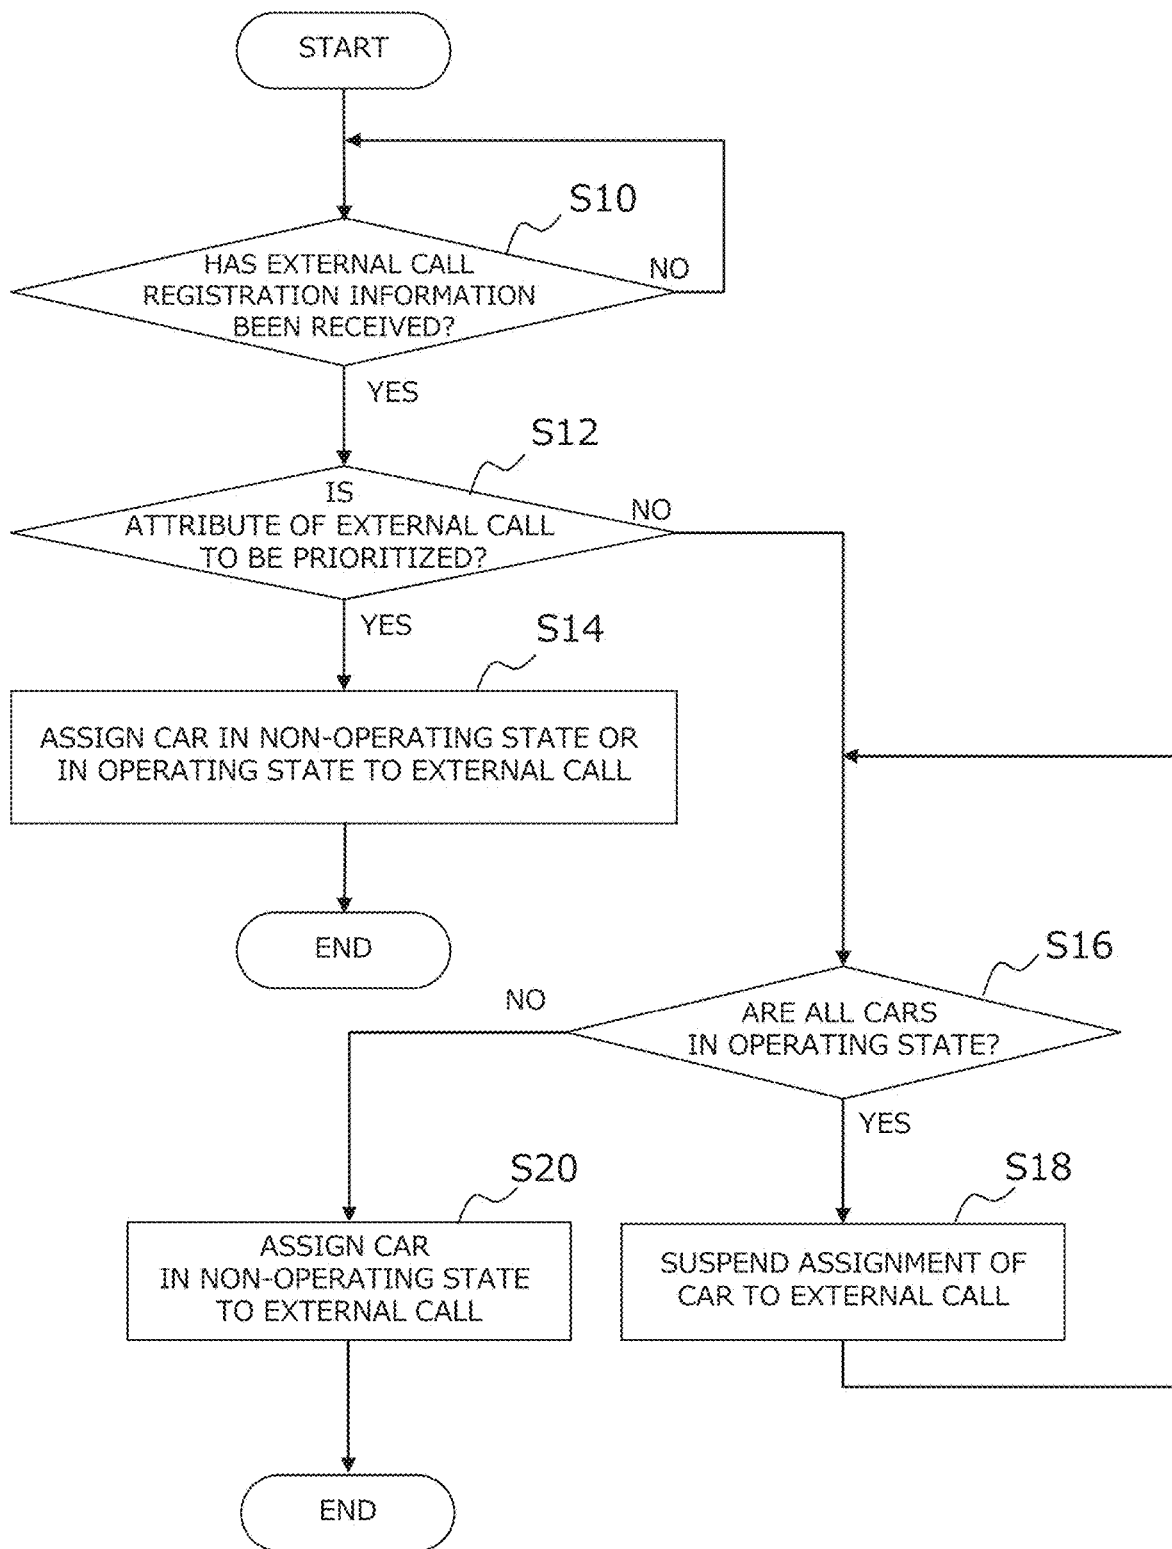 START
S10
HAS EXTERNAL CALL
REGISTRATION INFORMATION
BEEN RECEIVED?
NO
YES
S12
IS
ATTRIBUTE OF EXTERNAL CALL
TO BE PRIORITIZED?
NO
YES
S14
ASSIGN CAR IN NON-OPERATING STATE OR
IN OPERATING STATE TO EXTERNAL CALL
END
S16
ARE ALL CARS
IN OPERATING STATE?
NO
YES
S20
ASSIGN CAR
IN NON-OPERATING STATE
TO EXTERNAL CALL
S18
SUSPEND ASSIGNMENT OF
CAR TO EXTERNAL CALL
END